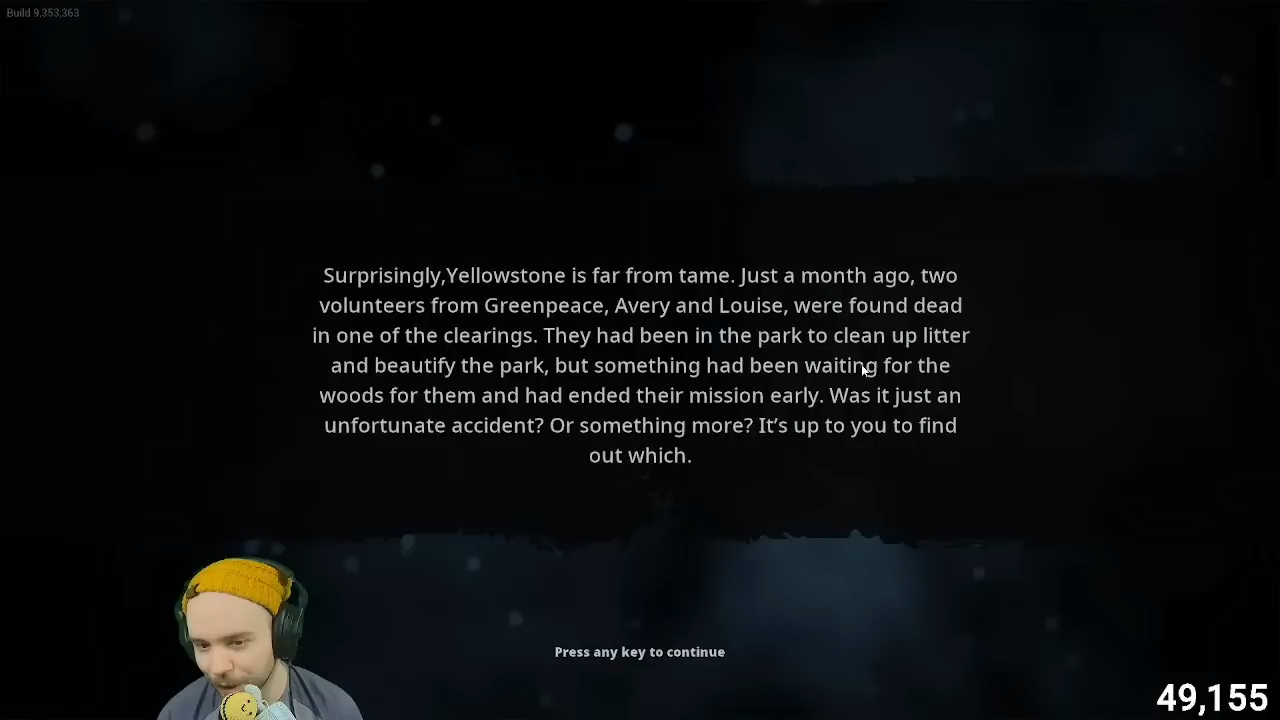 Build 9,353,363
Surprisingly,Yellowstone is far from tame. Just a month ago, two
volunteers from Greenpeace, Avery and Louise, were found dead
in one of the clearings. They had been in the park to clean up litter
and beautify the park, but something had been waiting for the
woods for them and had ended their mission early. Was it just an
unfortunate accident? Or something more? It’s up to you to find
out which.
Press any key to continue
49,155